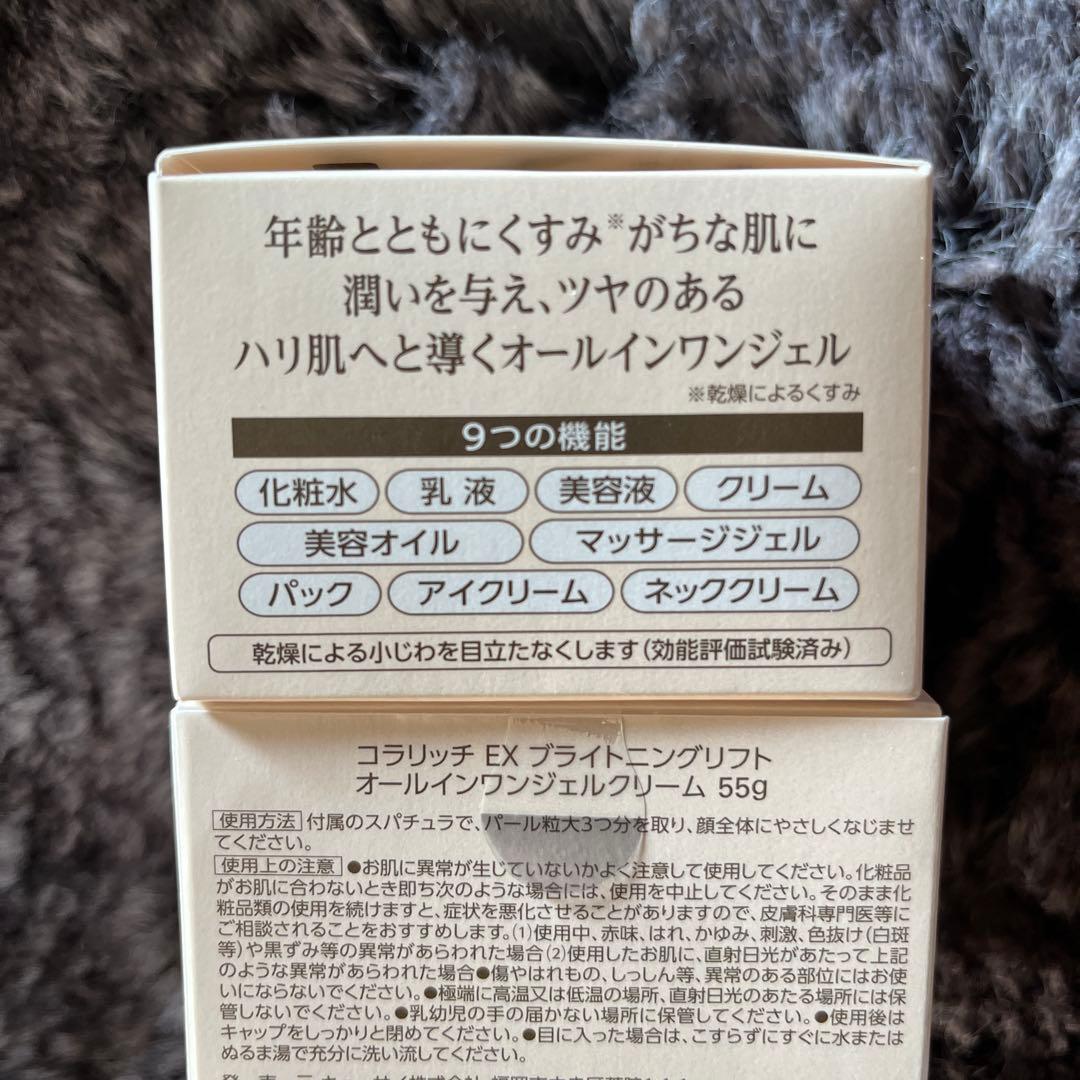 年齢とともにくすみ※がちな肌に
潤いを与え、ツヤのある
ハリ肌へと導くオールインワンジェル
※乾燥によるくすみ
9つの機能
化粧水 乳液 美容液 クリーム
美容オイル マッサージジェル
パック アイクリーム ネッククリーム
乾燥による小じわを目立たなくします(効能評価試験済み)
コラリッチ EX ブライトニングリフト
オールインワンジェルクリーム 55g
使用方法 付属のスパチュラで、パール粒大3つ分を取り、顔全体にやさしくなじませ
てください。
使用上の注意 ●お肌に異常が生じていないかよく注意して使用してください。化粧品
がお肌に合わないとき即ち次のような場合には、使用を中止してください。そのまま化
粧品類の使用を続けますと、症状を悪化させることがありますので、皮膚科専門医等に
ご相談されることをおすすめします。(1)使用中、赤味、はれ、かゆみ、刺激、色抜け(白斑
等)や黒ずみ等の異常があらわれた場合(2)使用したお肌に、直射日光があたって上記
のような異常があらわれた場合●傷やはれもの、しっしん等、異常のある部位にはお使
いにならないでください。●極端に高温又は低温の場所、直射日光のあたる場所には保
管しないでください。●乳幼児の手の届かない場所に保管してください。●使用後は
キャップをしっかりと閉めてください。●目に入った場合は、こすらずにすぐに水または
ぬるま湯で充分に洗い流してください。